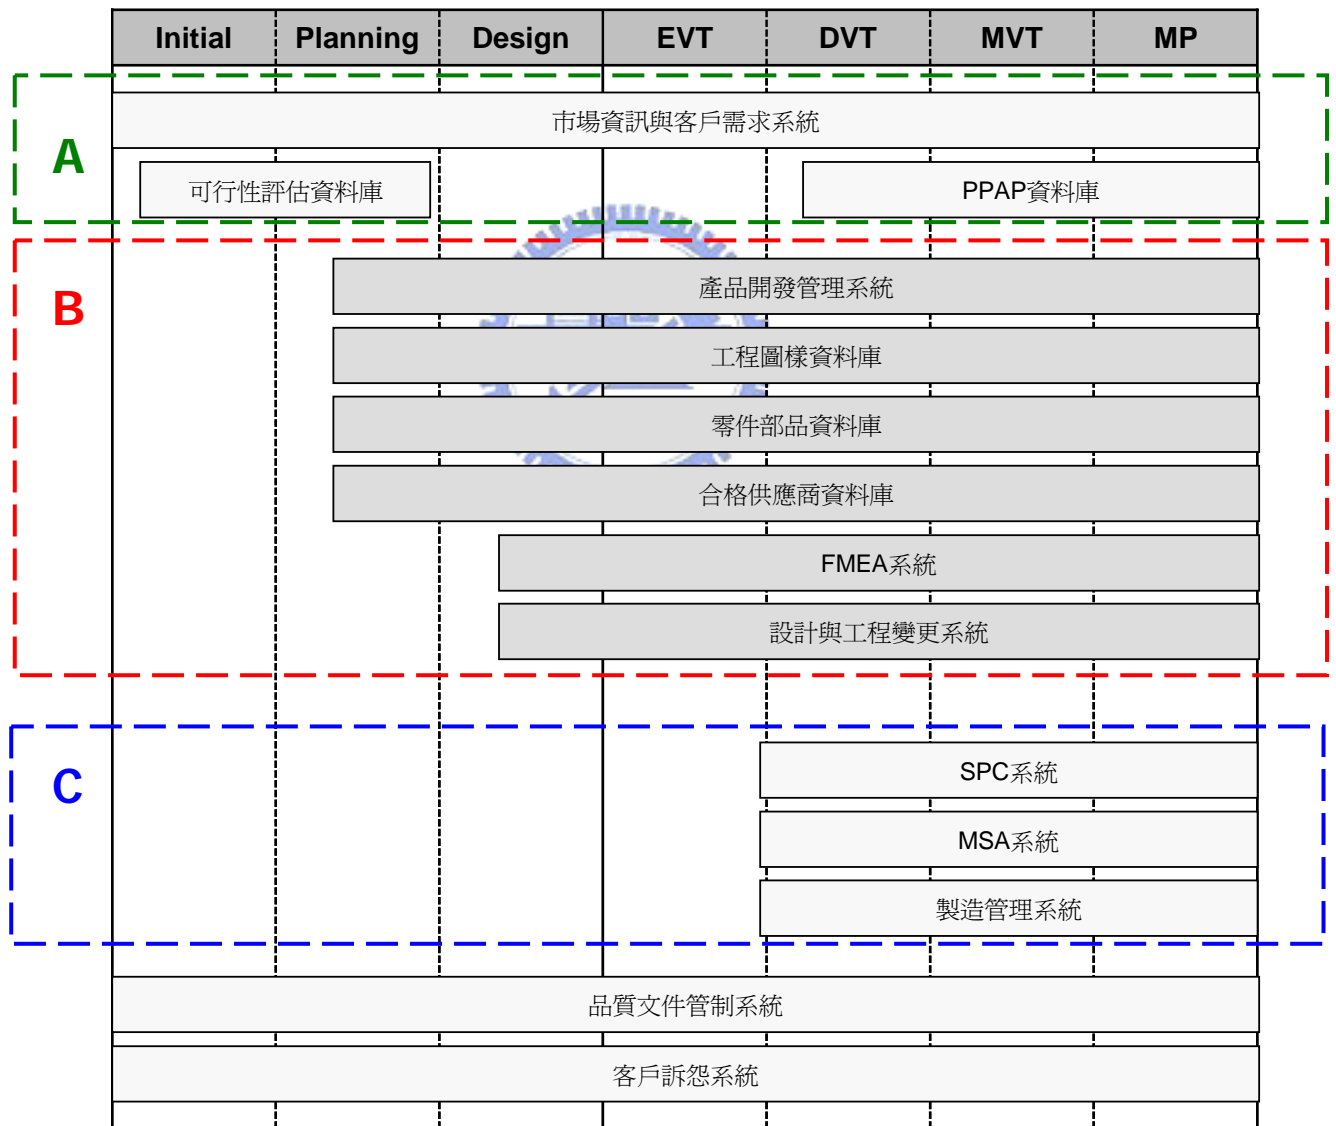 Initial Planning Design EVT DVT MVT MP
A
市場資訊與客戶需求系統
可行性評估資料庫 PPAP資料庫
B
產品開發管理系統
工程圖樣資料庫
零件部品資料庫
合格供應商資料庫
FMEA系統
設計與工程變更系統
C
SPC系統
MSA系統
製造管理系統
品質文件管制系統
客戶訴怨系統